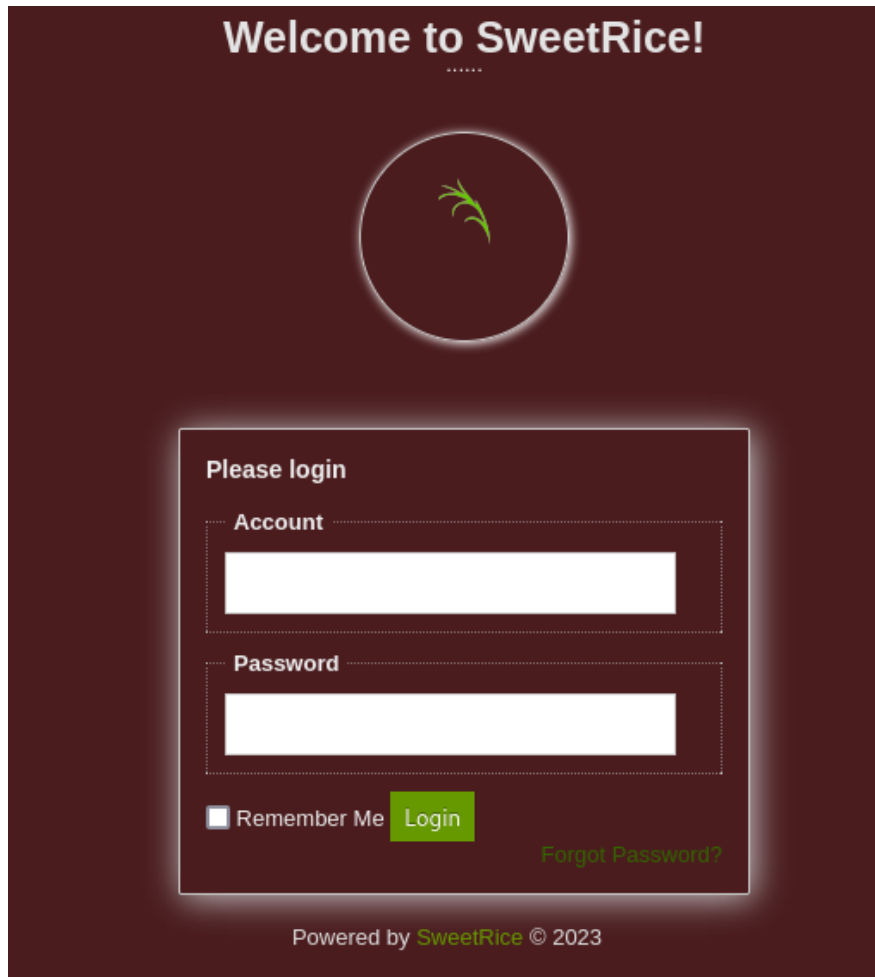 Welcome to SweetRice!
......
Please login
Account
Password
Remember Me Login
Forgot Password?
Powered by SweetRice © 2023